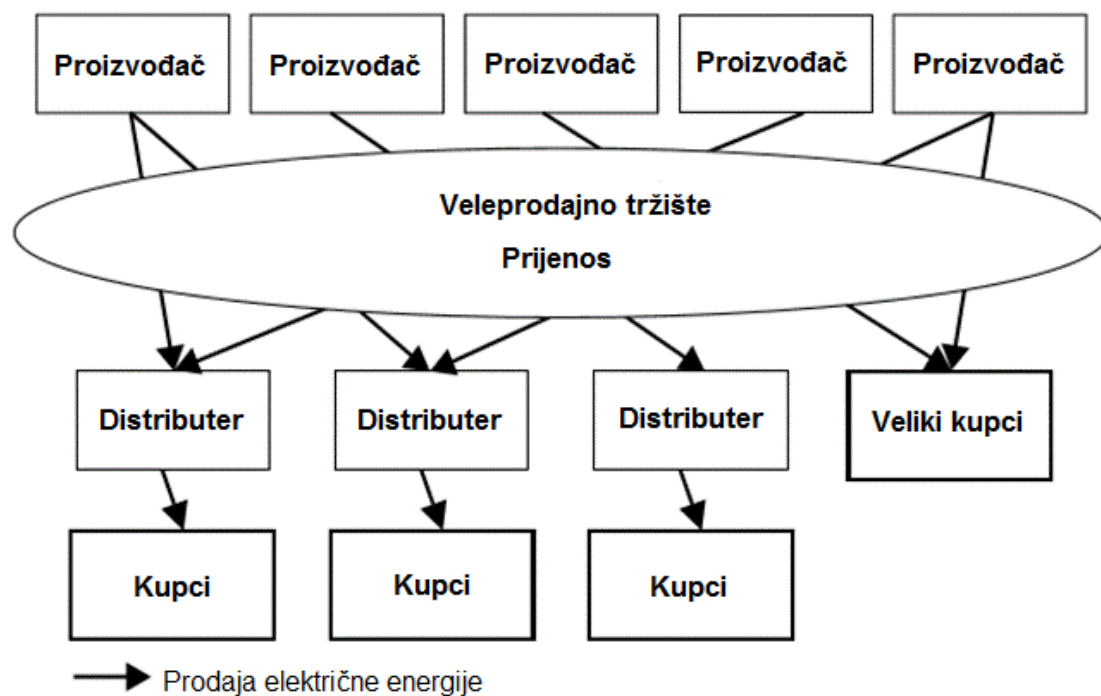 Proizvođač
Proizvođač
Proizvođač
Proizvođač
Proizvođač
Veleprodajno tržište
Prijenos
Distributer
Distributer
Distributer
Veliki kupci
Kupci
Kupci
Kupci
Prodaja električne energije